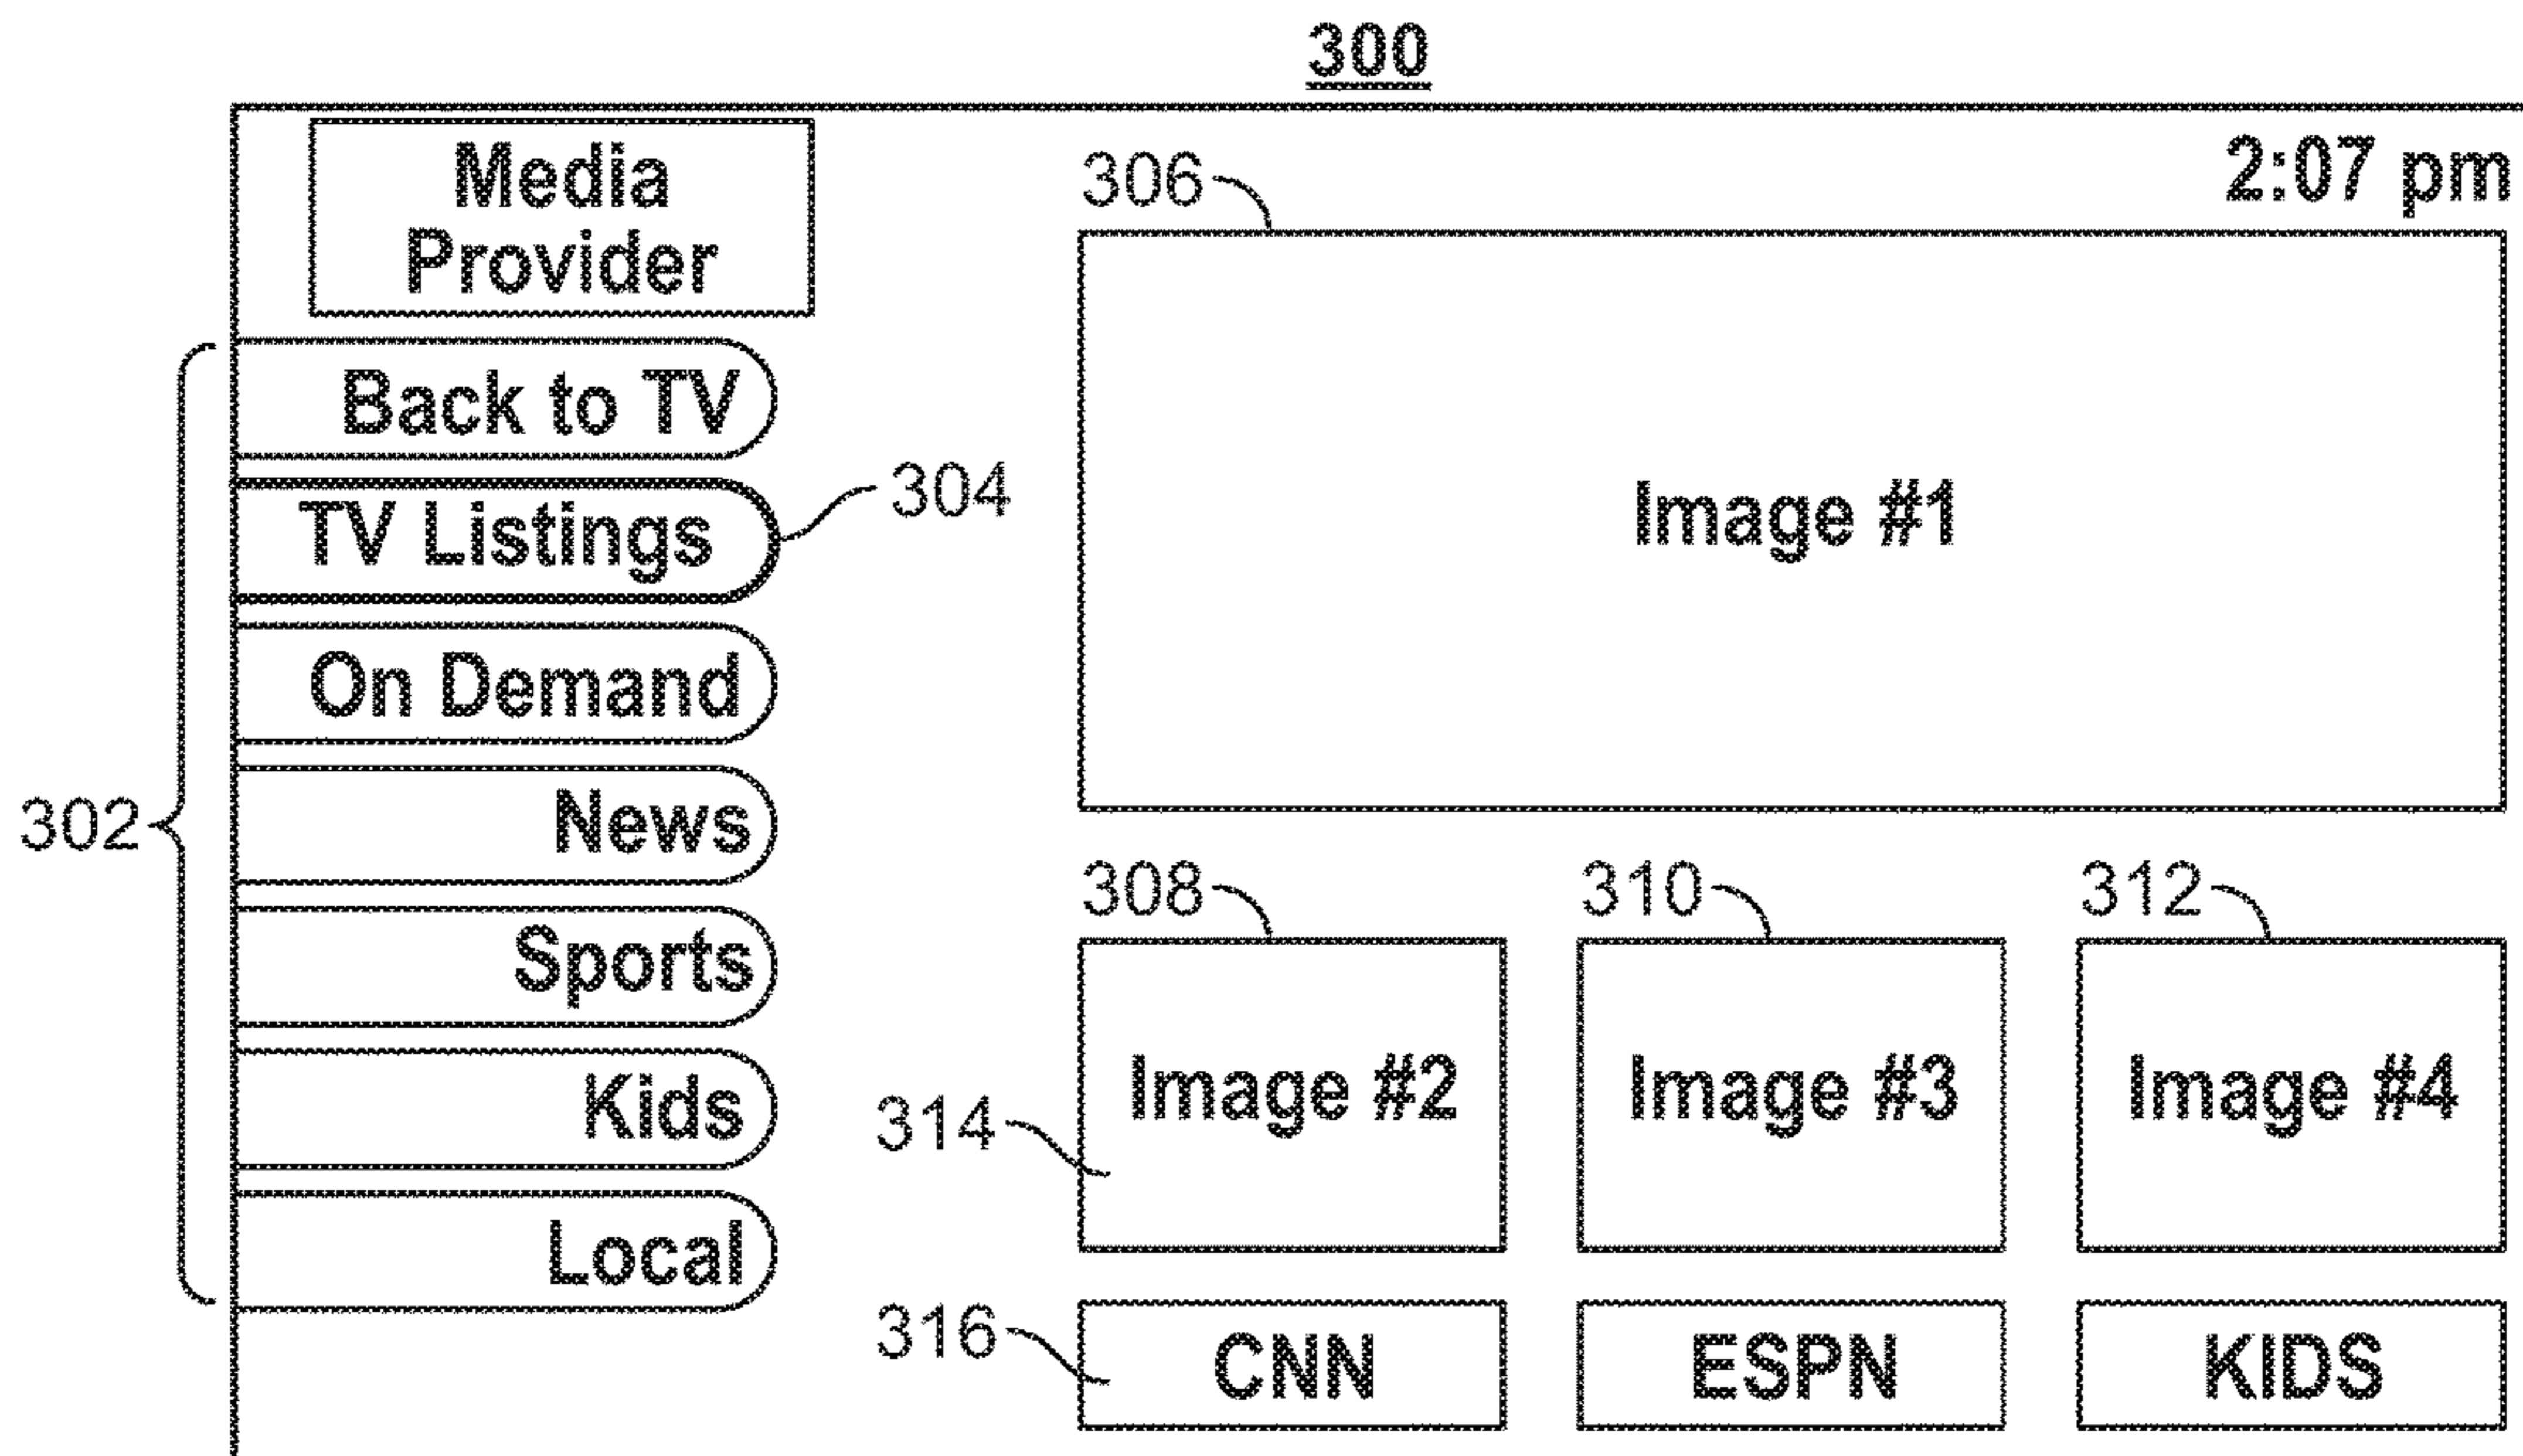 300
Media
Provider
2:07 pm
306
Image #1
302
Back to TV
TV Listings
304
On Demand
News
Sports
Kids
Local
308
310
312
Image #2
Image #3
Image #4
314
316
CNN
ESPN
KIDS